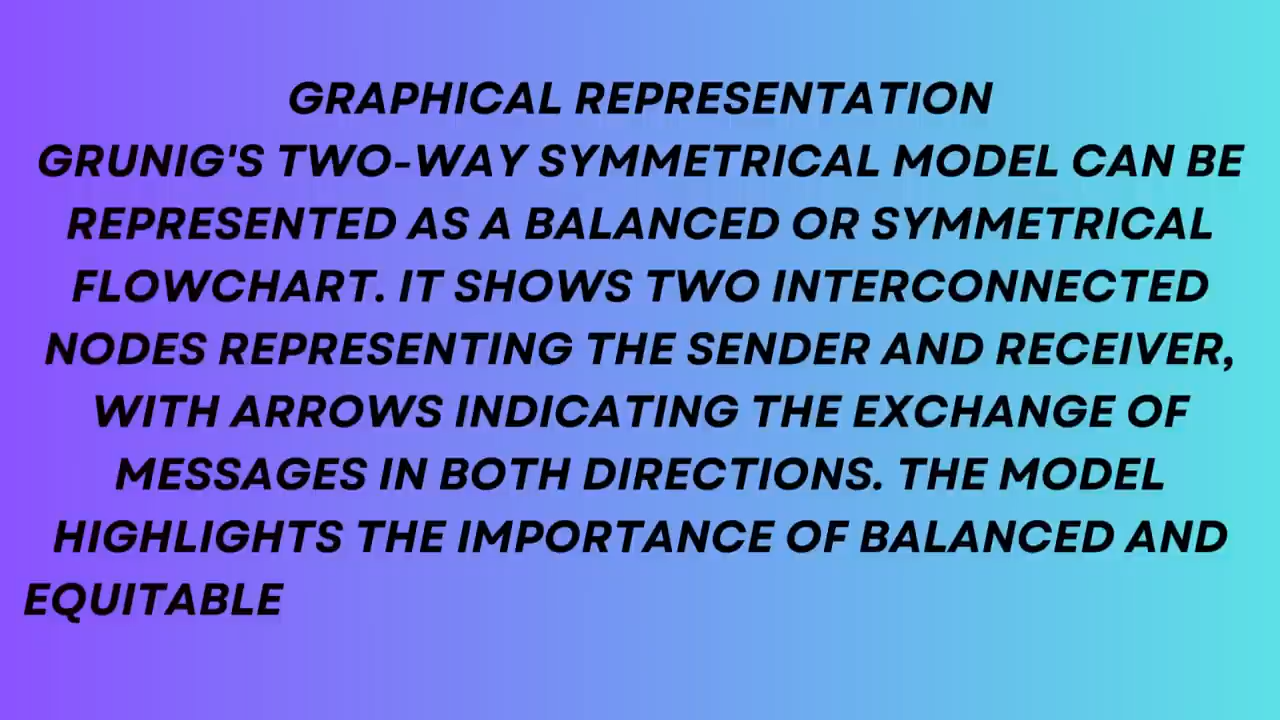 GRAPHICAL REPRESENTATION
GRUNIG'S TWO-WAY SYMMETRICAL MODEL CAN BE
REPRESENTED AS A BALANCED OR SYMMETRICAL
FLOWCHART. IT SHOWS TWO INTERCONNECTED
NODES REPRESENTING THE SENDER AND RECEIVER,
WITH ARROWS INDICATING THE EXCHANGE OF
MESSAGES IN BOTH DIRECTIONS. THE MODEL
HIGHLIGHTS THE IMPORTANCE OF BALANCED AND
EQUITABLE